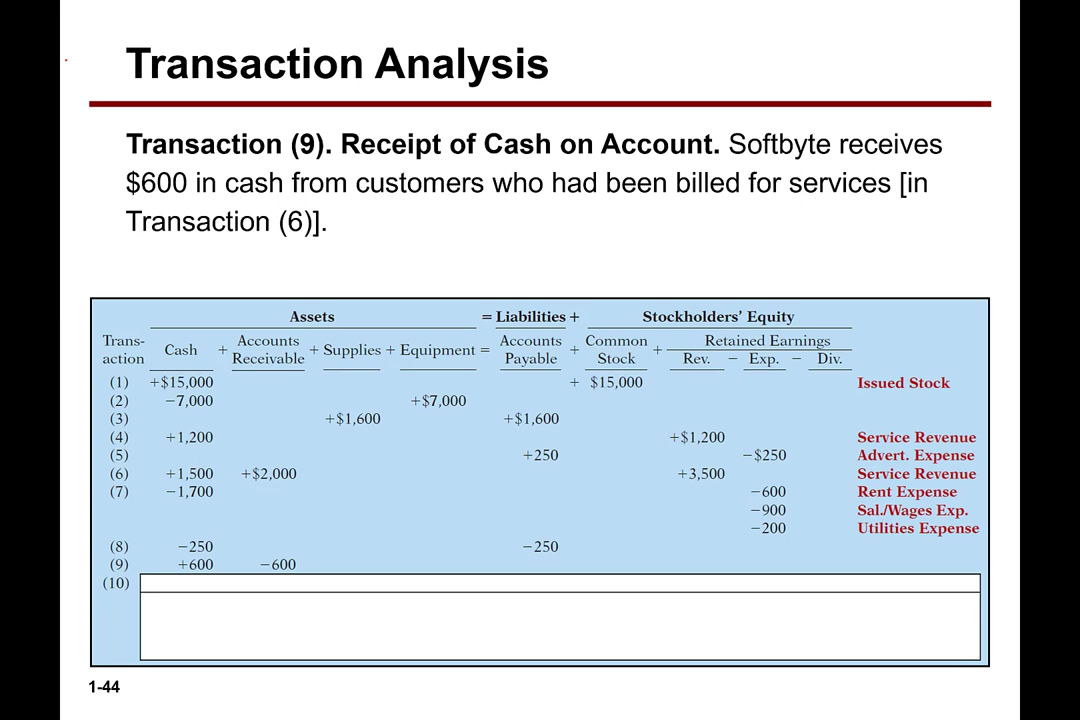 Transaction Analysis
Transaction (9). Receipt of Cash on Account. Softbyte receives
$600 in cash from customers who had been billed for services [in
Transaction (6)].
Assets = Liabilities + Stockholders’ Equity
Trans- Accounts Accounts Common Retained Earnings
action Cash + Receivable + Supplies + Equipment = Payable + Stock + Rev. − Exp. − Div.
(1) +$15,000 + $15,000 Issued Stock
(2) −7,000 +$7,000
(3) +$1,600 +$1,600
(4) +1,200 +$1,200 Service Revenue
(5) +250 −$250 Advert. Expense
(6) +1,500 +$2,000 +3,500 Service Revenue
(7) −1,700 −600 Rent Expense
−900 Sal./Wages Exp.
−200 Utilities Expense
(8) −250 −250
(9) +600 −600
(10)
1-44